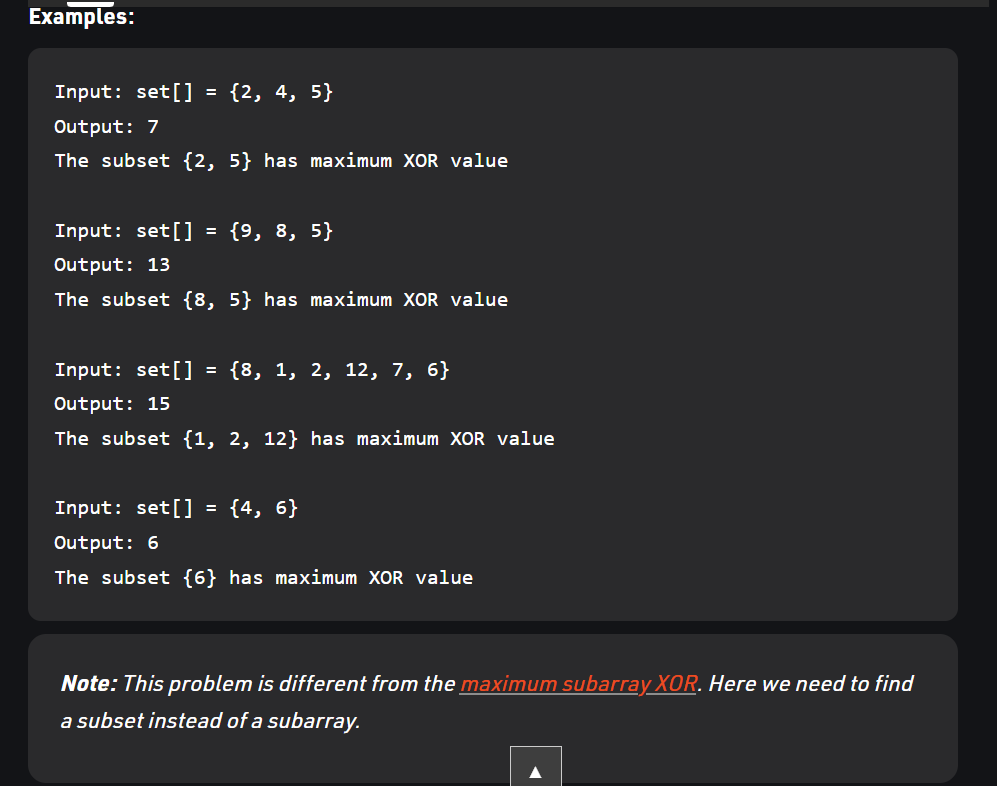 Examples:
Input: set[] = {2, 4, 5}
Output: 7
The subset {2, 5} has maximum XOR value
Input: set[] = {9, 8, 5}
Output: 13
The subset {8, 5} has maximum XOR value
Input: set[] = {8, 1, 2, 12, 7, 6}
Output: 15
The subset {1, 2, 12} has maximum XOR value
Input: set[] = {4, 6}
Output: 6
The subset {6} has maximum XOR value
Note: This problem is different from the maximum subarray XOR. Here we need to find
a subset instead of a subarray.